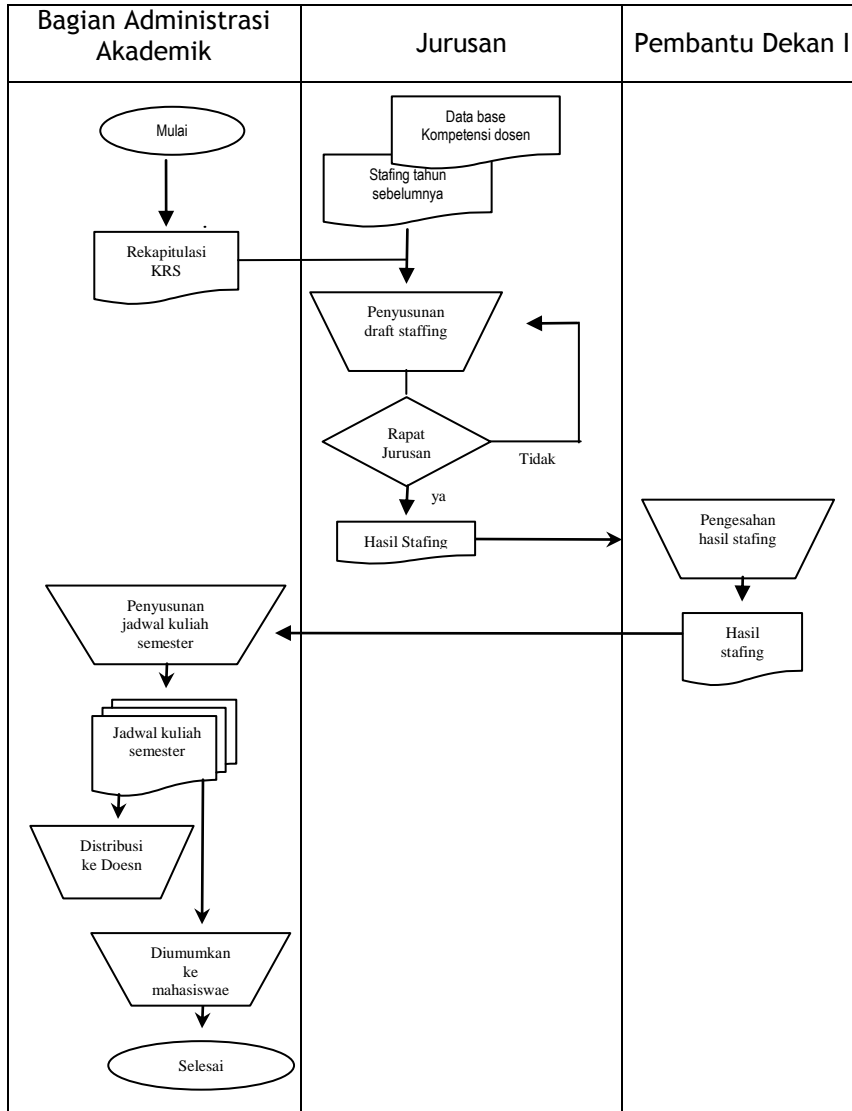 Bagian Administrasi
Akademik
Jurusan
Pembantu Dekan I
Mulai
Data base
Kompetensi dosen
Stafing tahun
sebelumnya
Rekapitulasi
KRS
Penyusunan
draft staffing
Rapat
Jurusan
Tidak
ya
Hasil Stafing
Pengesahan
hasil stafing
Hasil
stafing
Penyusunan
jadwal kuliah
semester
Jadwal kuliah
semester
Distribusi
ke Doesn
Diumumkan
ke
mahasiswae
Selesai